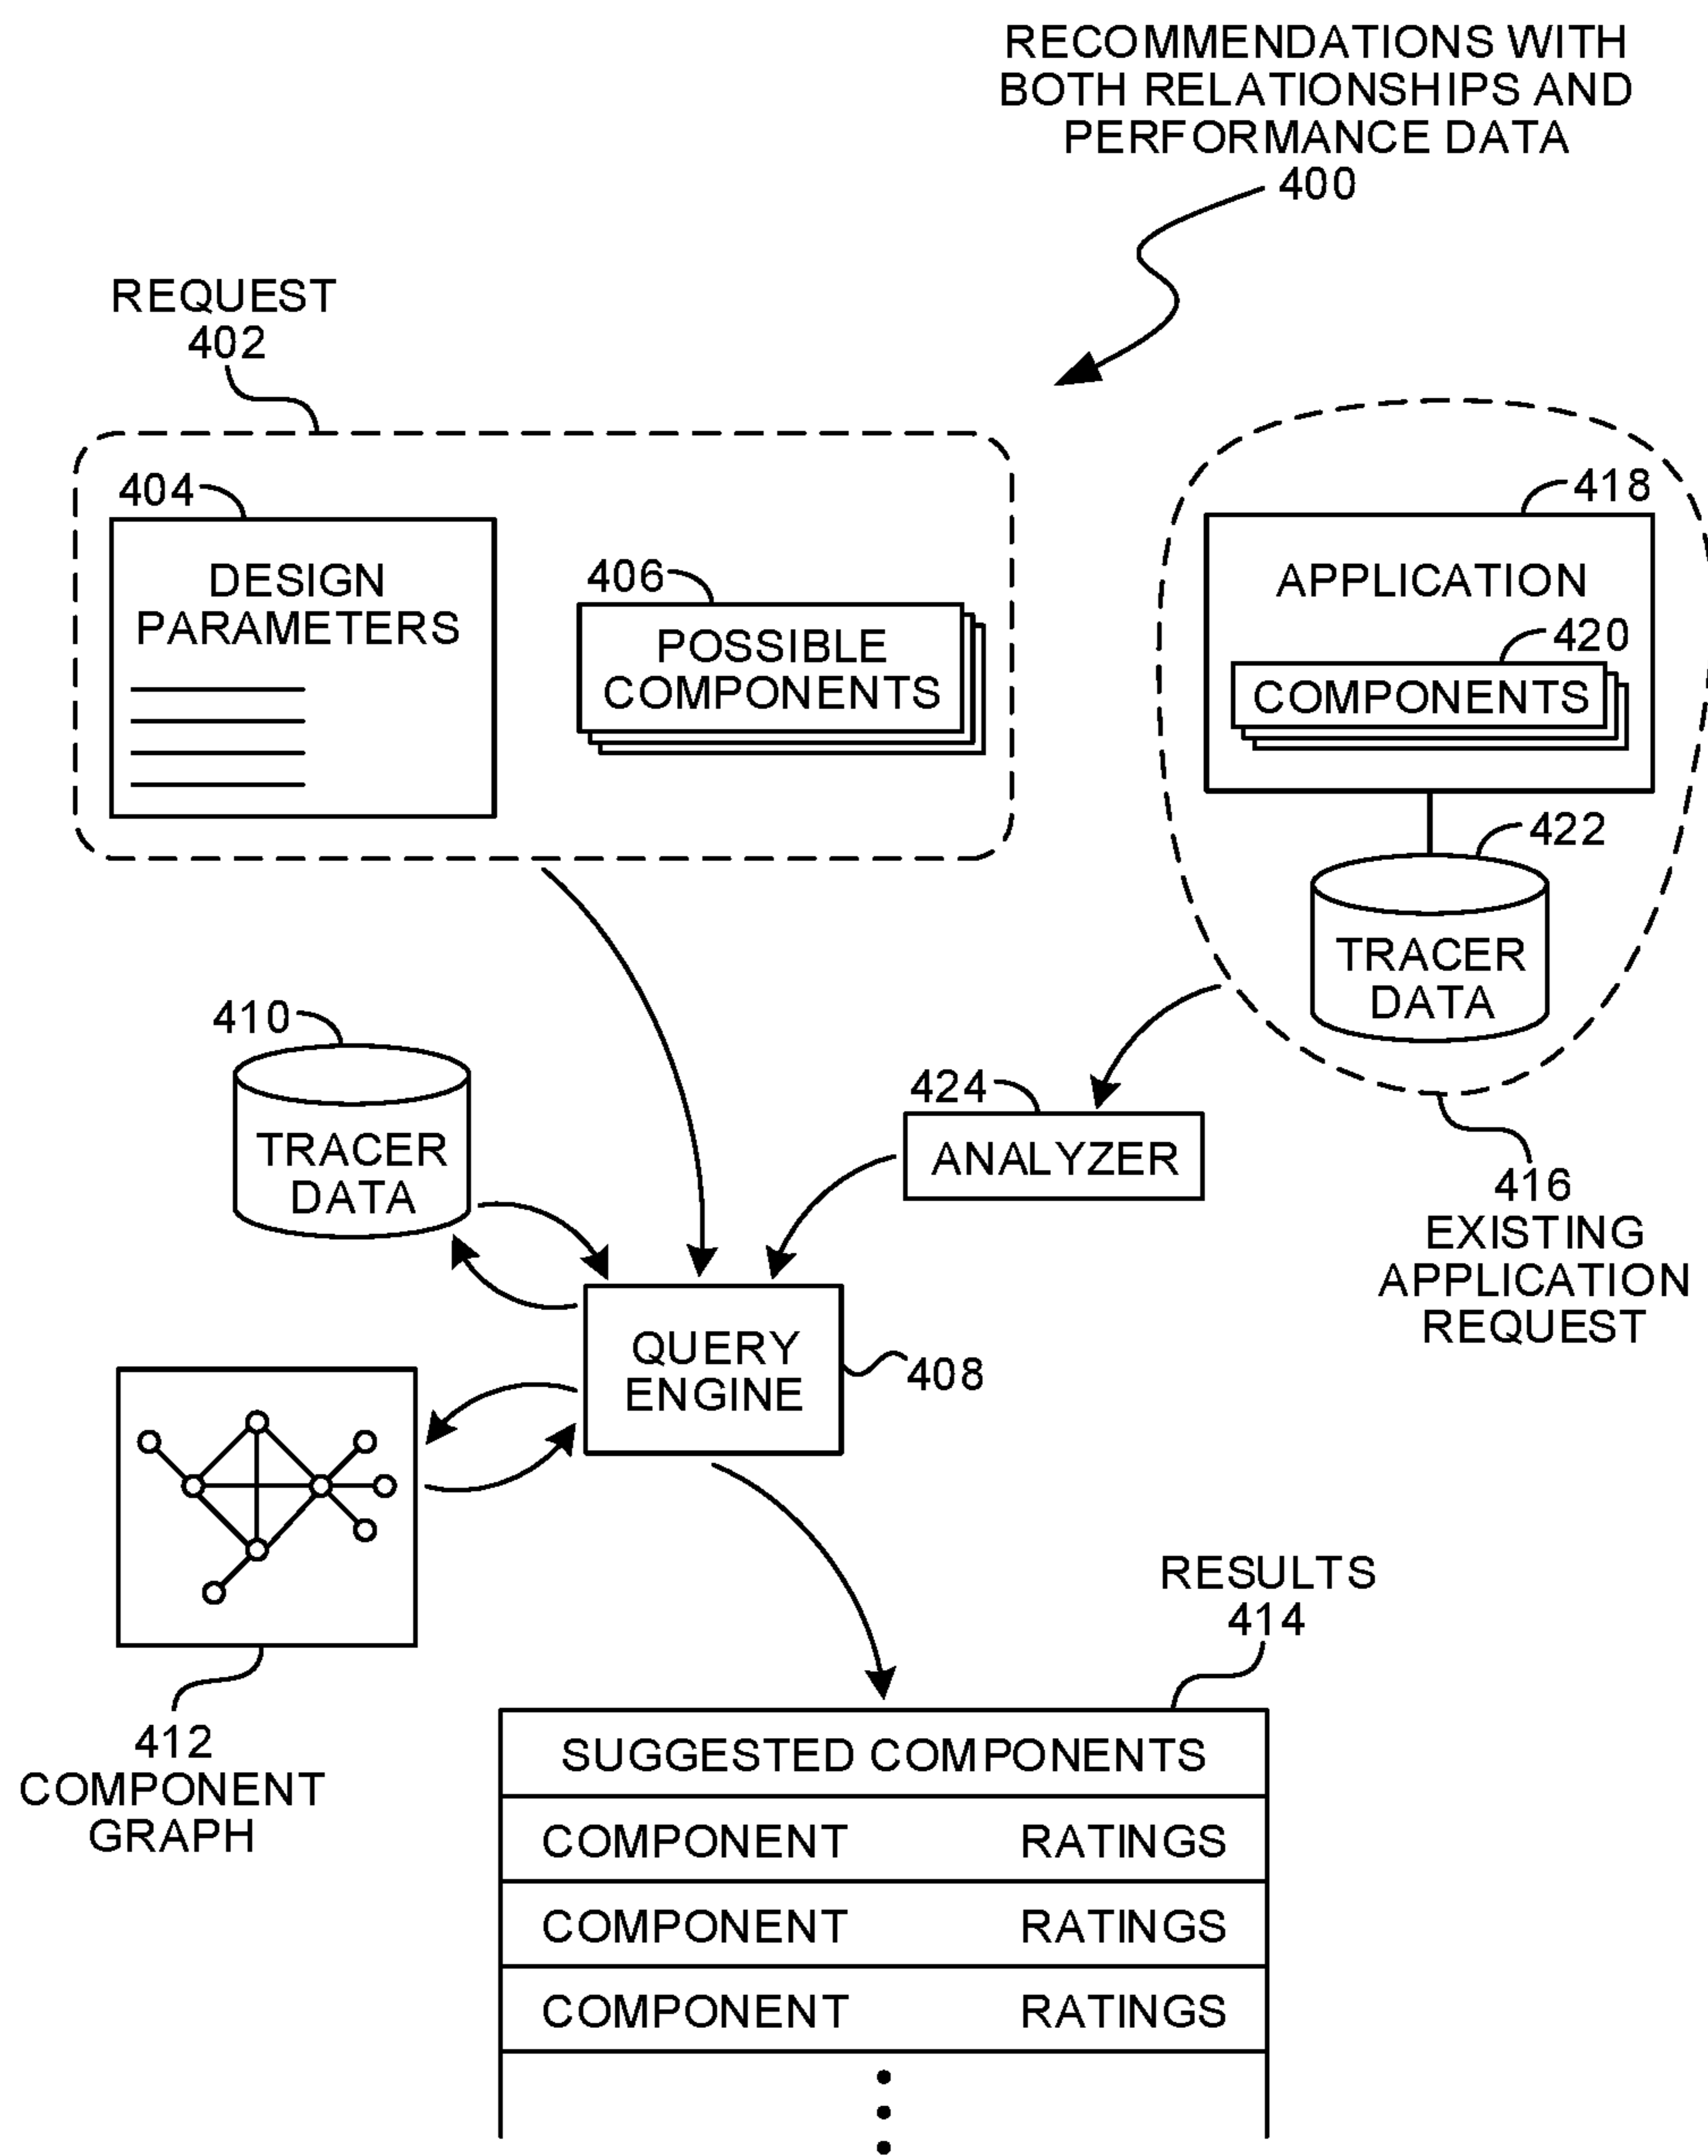 RECOMMENDATIONS WITH
BOTH RELATIONSHIPS AND
PERFORMANCE DATA
400
REQUEST
402
404
DESIGN
PARAMETERS
406
POSSIBLE
COMPONENTS
418
APPLICATION
420
COMPONENTS
422
TRACER
DATA
410
TRACER
DATA
424
ANALYZER
416
EXISTING
APPLICATION
REQUEST
QUERY
ENGINE
408
412
COMPONENT
GRAPH
RESULTS
414
SUGGESTED COMPONENTS
COMPONENT RATINGS
COMPONENT RATINGS
COMPONENT RATINGS